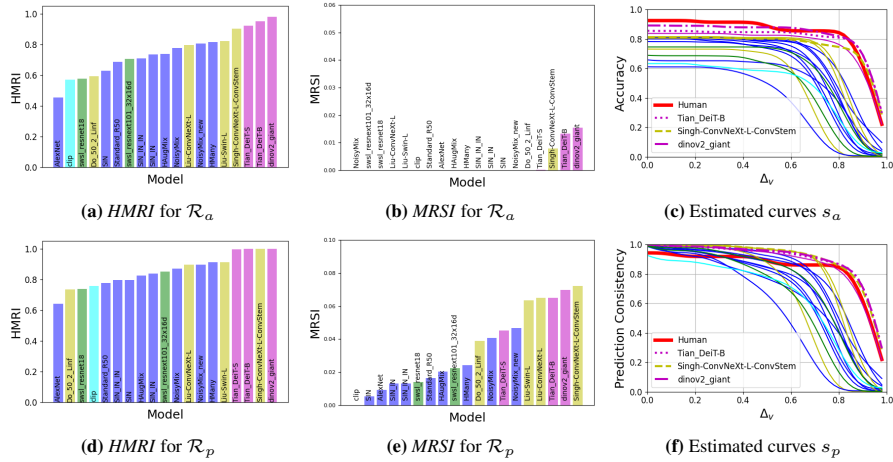 1.0
0.8
0.6
0.4
0.2
0.0
HMRI
AlexNet
clip
swsl_resnet18
Do_50_2_Linf
SIN
Standard_R50
swsl_resnext101_32x16d
SIN_IN
SIN_IN_IN
HAugMix
NoisyMix
Liu-ConvNeXt-L
NoisyMix_new
HMany
Liu-Swin-L
Singh-ConvNeXt-L-ConvStem
Tian_DeiT-S
Tian_DeiT-B
dinov2_giant
Model
(a) HMRI for ℛa
0.06
0.05
0.04
0.03
0.02
0.01
0.00
MRSI
NoisyMix
swsl_resnext101_32x16d
swsl_resnet18
Liu-ConvNeXt-L
Liu-Swin-L
clip
Standard_R50
AlexNet
HAugMix
HMany
SIN_IN_IN
SIN_IN
SIN
NoisyMix_new
Do_50_2_Linf
Tian_DeiT-S
Singh-ConvNeXt-L-ConvStem
Tian_DeiT-B
dinov2_giant
Model
(b) MRSI for ℛa
1.0
0.8
0.6
0.4
0.2
0.0
Accuracy
Human
Tian_DeiT-B
Singh-ConvNeXt-L-ConvStem
dinov2_giant
0.0 0.2 0.4 0.6 0.8 1.0
Δv
(c) Estimated curves sa
1.0
0.8
0.6
0.4
0.2
0.0
HMRI
AlexNet
Do_50_2_Linf
swsl_resnet18
clip
Standard_R50
SIN_IN_IN
SIN
HAugMix
SIN_IN
swsl_resnext101_32x16d
NoisyMix
Liu-ConvNeXt-L
NoisyMix_new
HMany
Liu-Swin-L
Tian_DeiT-S
Tian_DeiT-B
Singh-ConvNeXt-L-ConvStem
dinov2_giant
Model
(d) HMRI for ℛp
0.10
0.08
0.06
0.04
0.02
0.00
MRSI
clip
SIN
AlexNet
SIN_IN
SIN_IN_IN
swsl_resnet18
Standard_R50
HAugMix
swsl_resnext101_32x16d
HMany
Do_50_2_Linf
NoisyMix
Tian_DeiT-S
NoisyMix_new
Liu-Swin-L
Liu-ConvNeXt-L
Tian_DeiT-B
dinov2_giant
Singh-ConvNeXt-L-ConvStem
Model
(e) MRSI for ℛp
1.0
0.8
0.6
0.4
0.2
0.0
Prediction Consistency
Human
Tian_DeiT-B
Singh-ConvNeXt-L-ConvStem
dinov2_giant
0.0 0.2 0.4 0.6 0.8 1.0
Δv
(f) Estimated curves sp